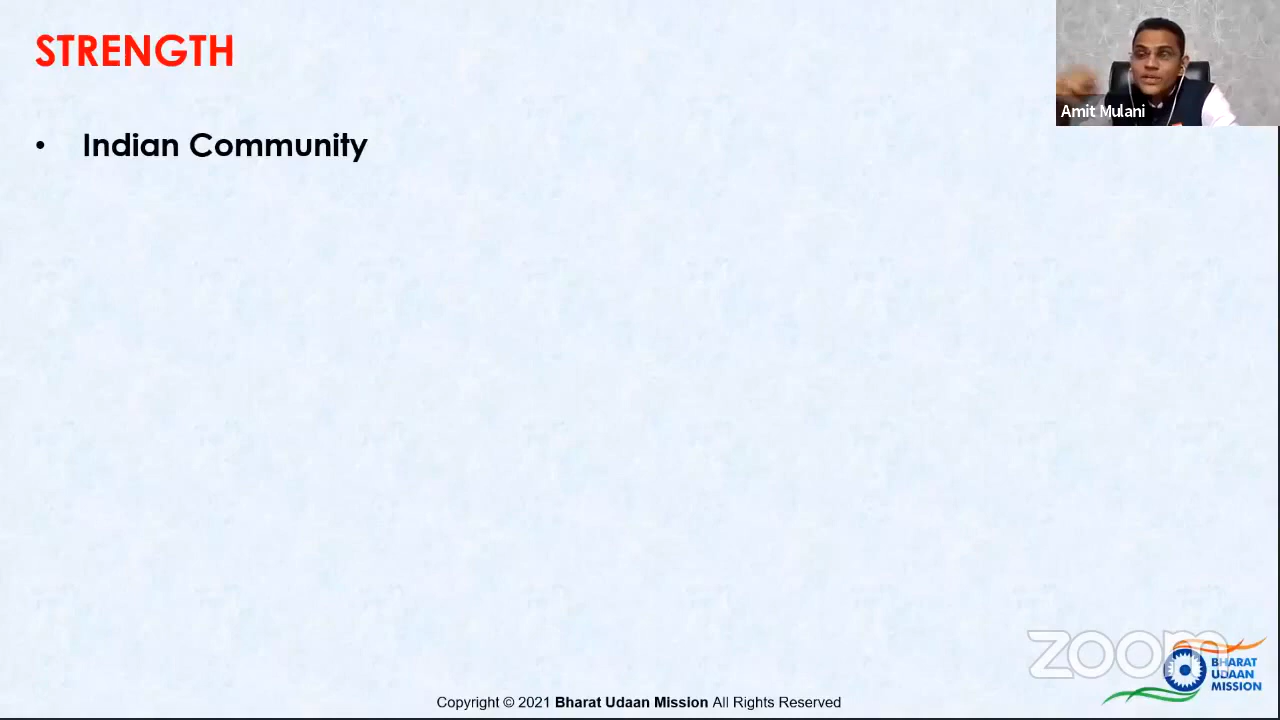 STRENGTH
Amit Mulani
• Indian Community
zoom
BHARAT
UDAAN
MISSION
Copyright © 2021 Bharat Udaan Mission All Rights Reserved